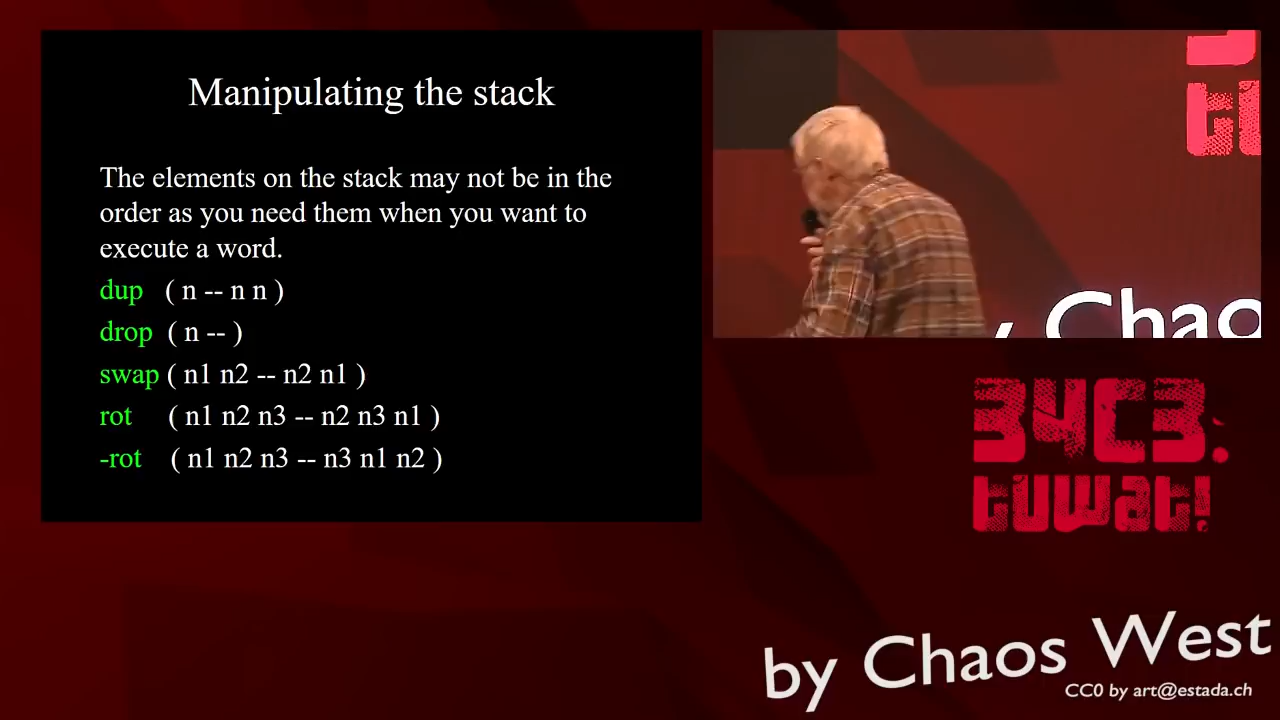 Manipulating the stack
The elements on the stack may not be in the
order as you need them when you want to
execute a word.
dup ( n -- n n )
drop ( n -- )
swap ( n1 n2 -- n2 n1 )
rot ( n1 n2 n3 -- n2 n3 n1 )
-rot ( n1 n2 n3 -- n3 n1 n2 )
34C3:
tuwat!
by Chaos West
CC0 by art@estada.ch